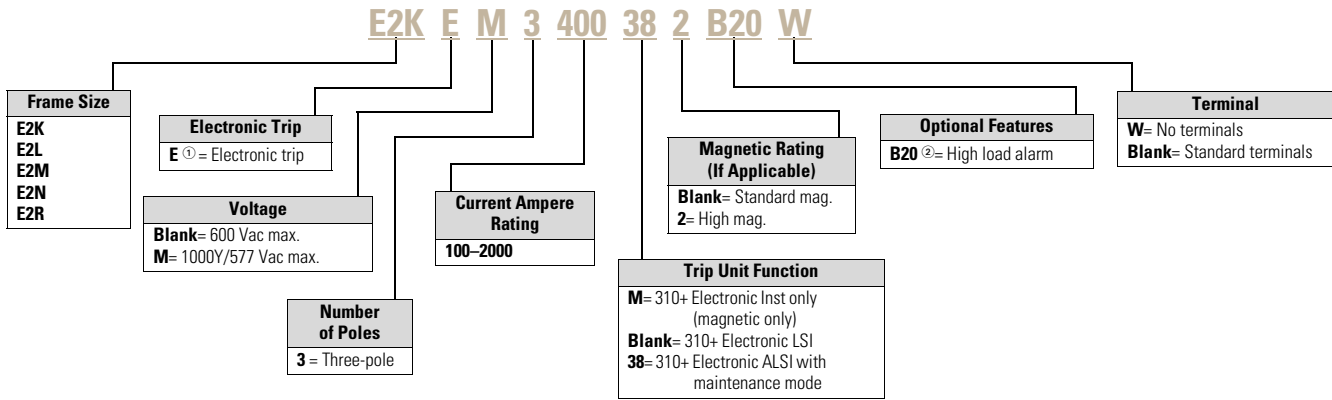 E2K E M 3 400 38 2 B20 W
Frame Size
E2K
E2L
E2M
E2N
E2R
Electronic Trip
E ① = Electronic trip
Voltage
Blank= 600 Vac max.
M= 1000Y/577 Vac max.
Number
of Poles
3 = Three-pole
Current Ampere
Rating
100–2000
Trip Unit Function
M= 310+ Electronic Inst only
(magnetic only)
Blank= 310+ Electronic LSI
38= 310+ Electronic ALSI with
maintenance mode
Magnetic Rating
(If Applicable)
Blank= Standard mag.
2= High mag.
Optional Features
B20 ②= High load alarm
Terminal
W= No terminals
Blank= Standard terminals